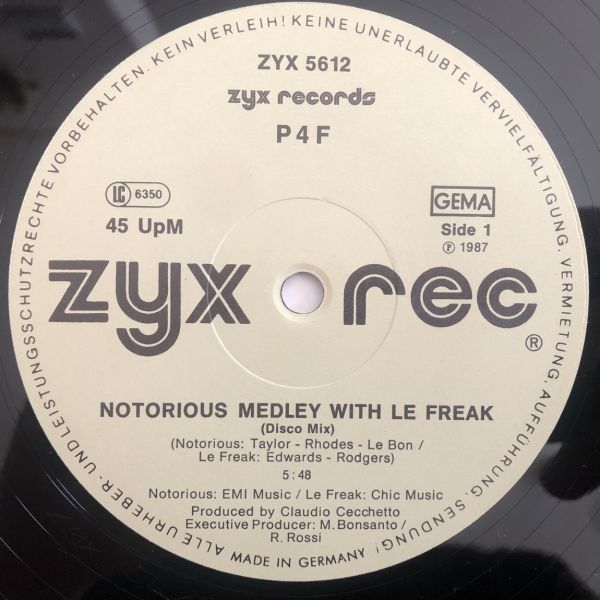 ALLE URHEBER- UND LEISTUNGSSCHUTZRECHTE VORBEHALTEN. KEIN VERLEIH! KEINE UNERLAUBTE VERVIELFÄLTIGUNG, VERMIETUNG, AUFFÜHRUNG, SENDUNG!
ZYX 5612
zyx records
P4F
LC 6350
GEMA
45 UpM
Side 1
Ⓟ 1987
zyx rec®
NOTORIOUS MEDLEY WITH LE FREAK
(Disco Mix)
(Notorious: Taylor - Rhodes - Le Bon /
Le Freak: Edwards - Rodgers)
5:48
Notorious: EMI Music / Le Freak: Chic Music
Produced by Claudio Cecchetto
Executive Producer: M. Bonsanto /
R. Rossi
MADE IN GERMANY